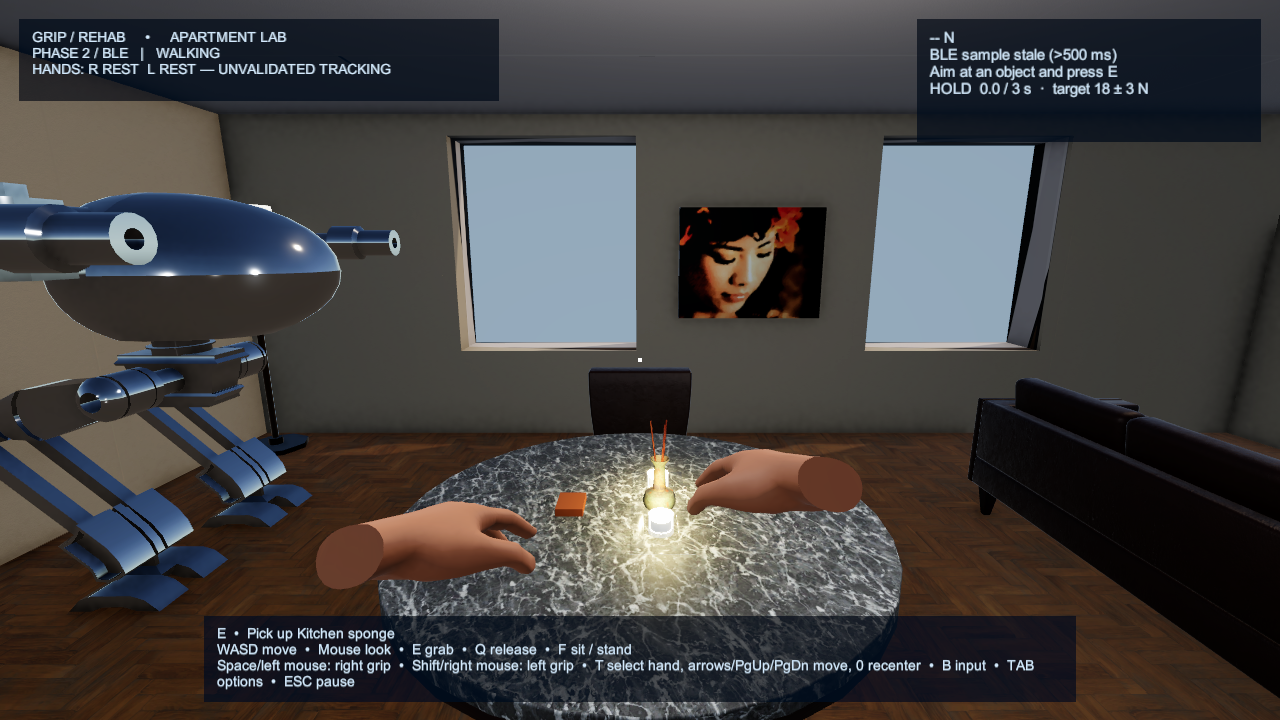 GRIP / REHAB • APARTMENT LAB
PHASE 2 / BLE | WALKING
HANDS: R REST L REST — UNVALIDATED TRACKING
-- N
BLE sample stale (>500 ms)
Aim at an object and press E
HOLD 0.0 / 3 s · target 18 ± 3 N
E • Pick up Kitchen sponge
WASD move • Mouse look • E grab • Q release • F sit / stand
Space/left mouse: right grip • Shift/right mouse: left grip • T select hand, arrows/PgUp/PgDn move, 0 recenter • B input • TAB
options • ESC pause